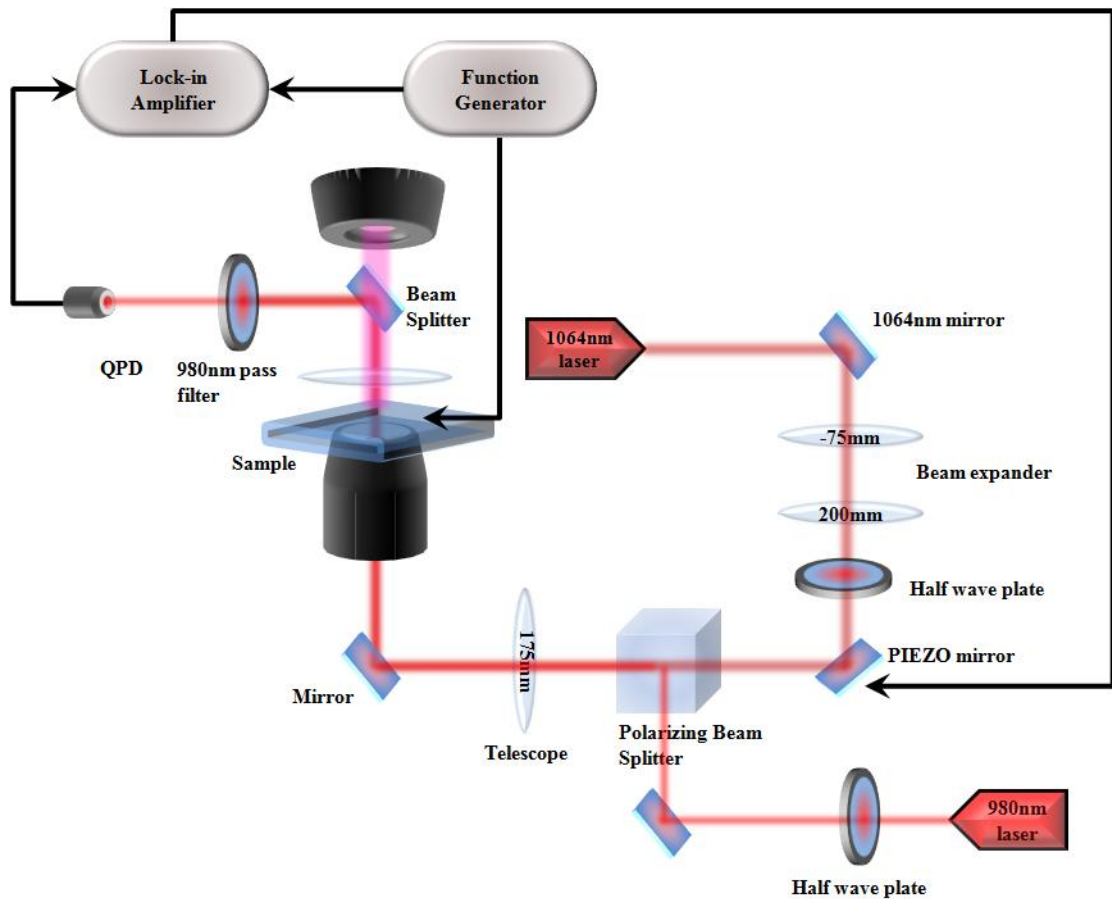 Lock-in
Amplifier
Function
Generator
Beam
Splitter
QPD
980nm pass
filter
1064nm
laser
1064nm mirror
-75mm
Beam expander
200mm
Sample
Half wave plate
175mm
PIEZO mirror
Mirror
Telescope
Polarizing Beam
Splitter
980nm
laser
Half wave plate